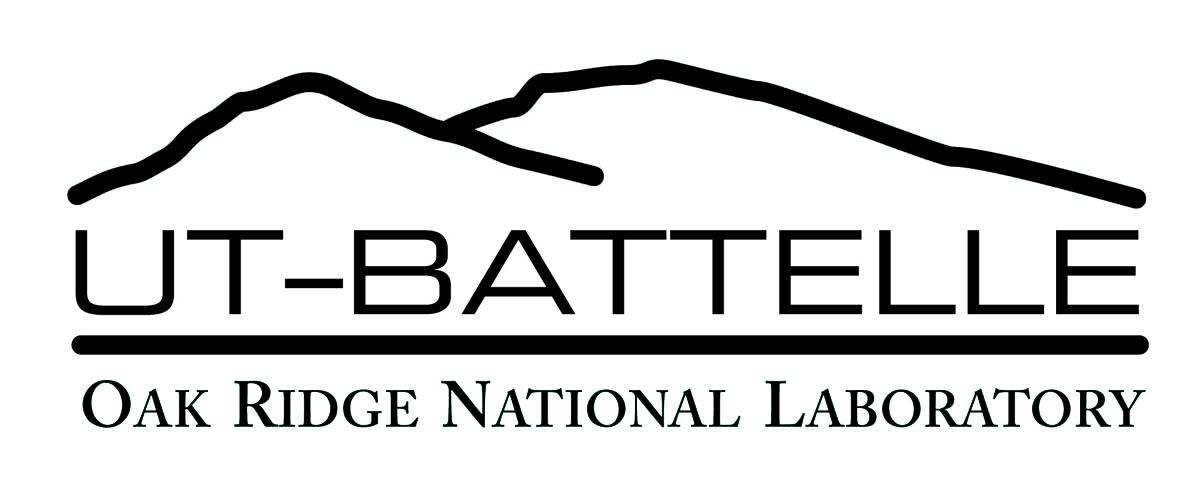 UT-BATTELLE
OAK RIDGE NATIONAL LABORATORY